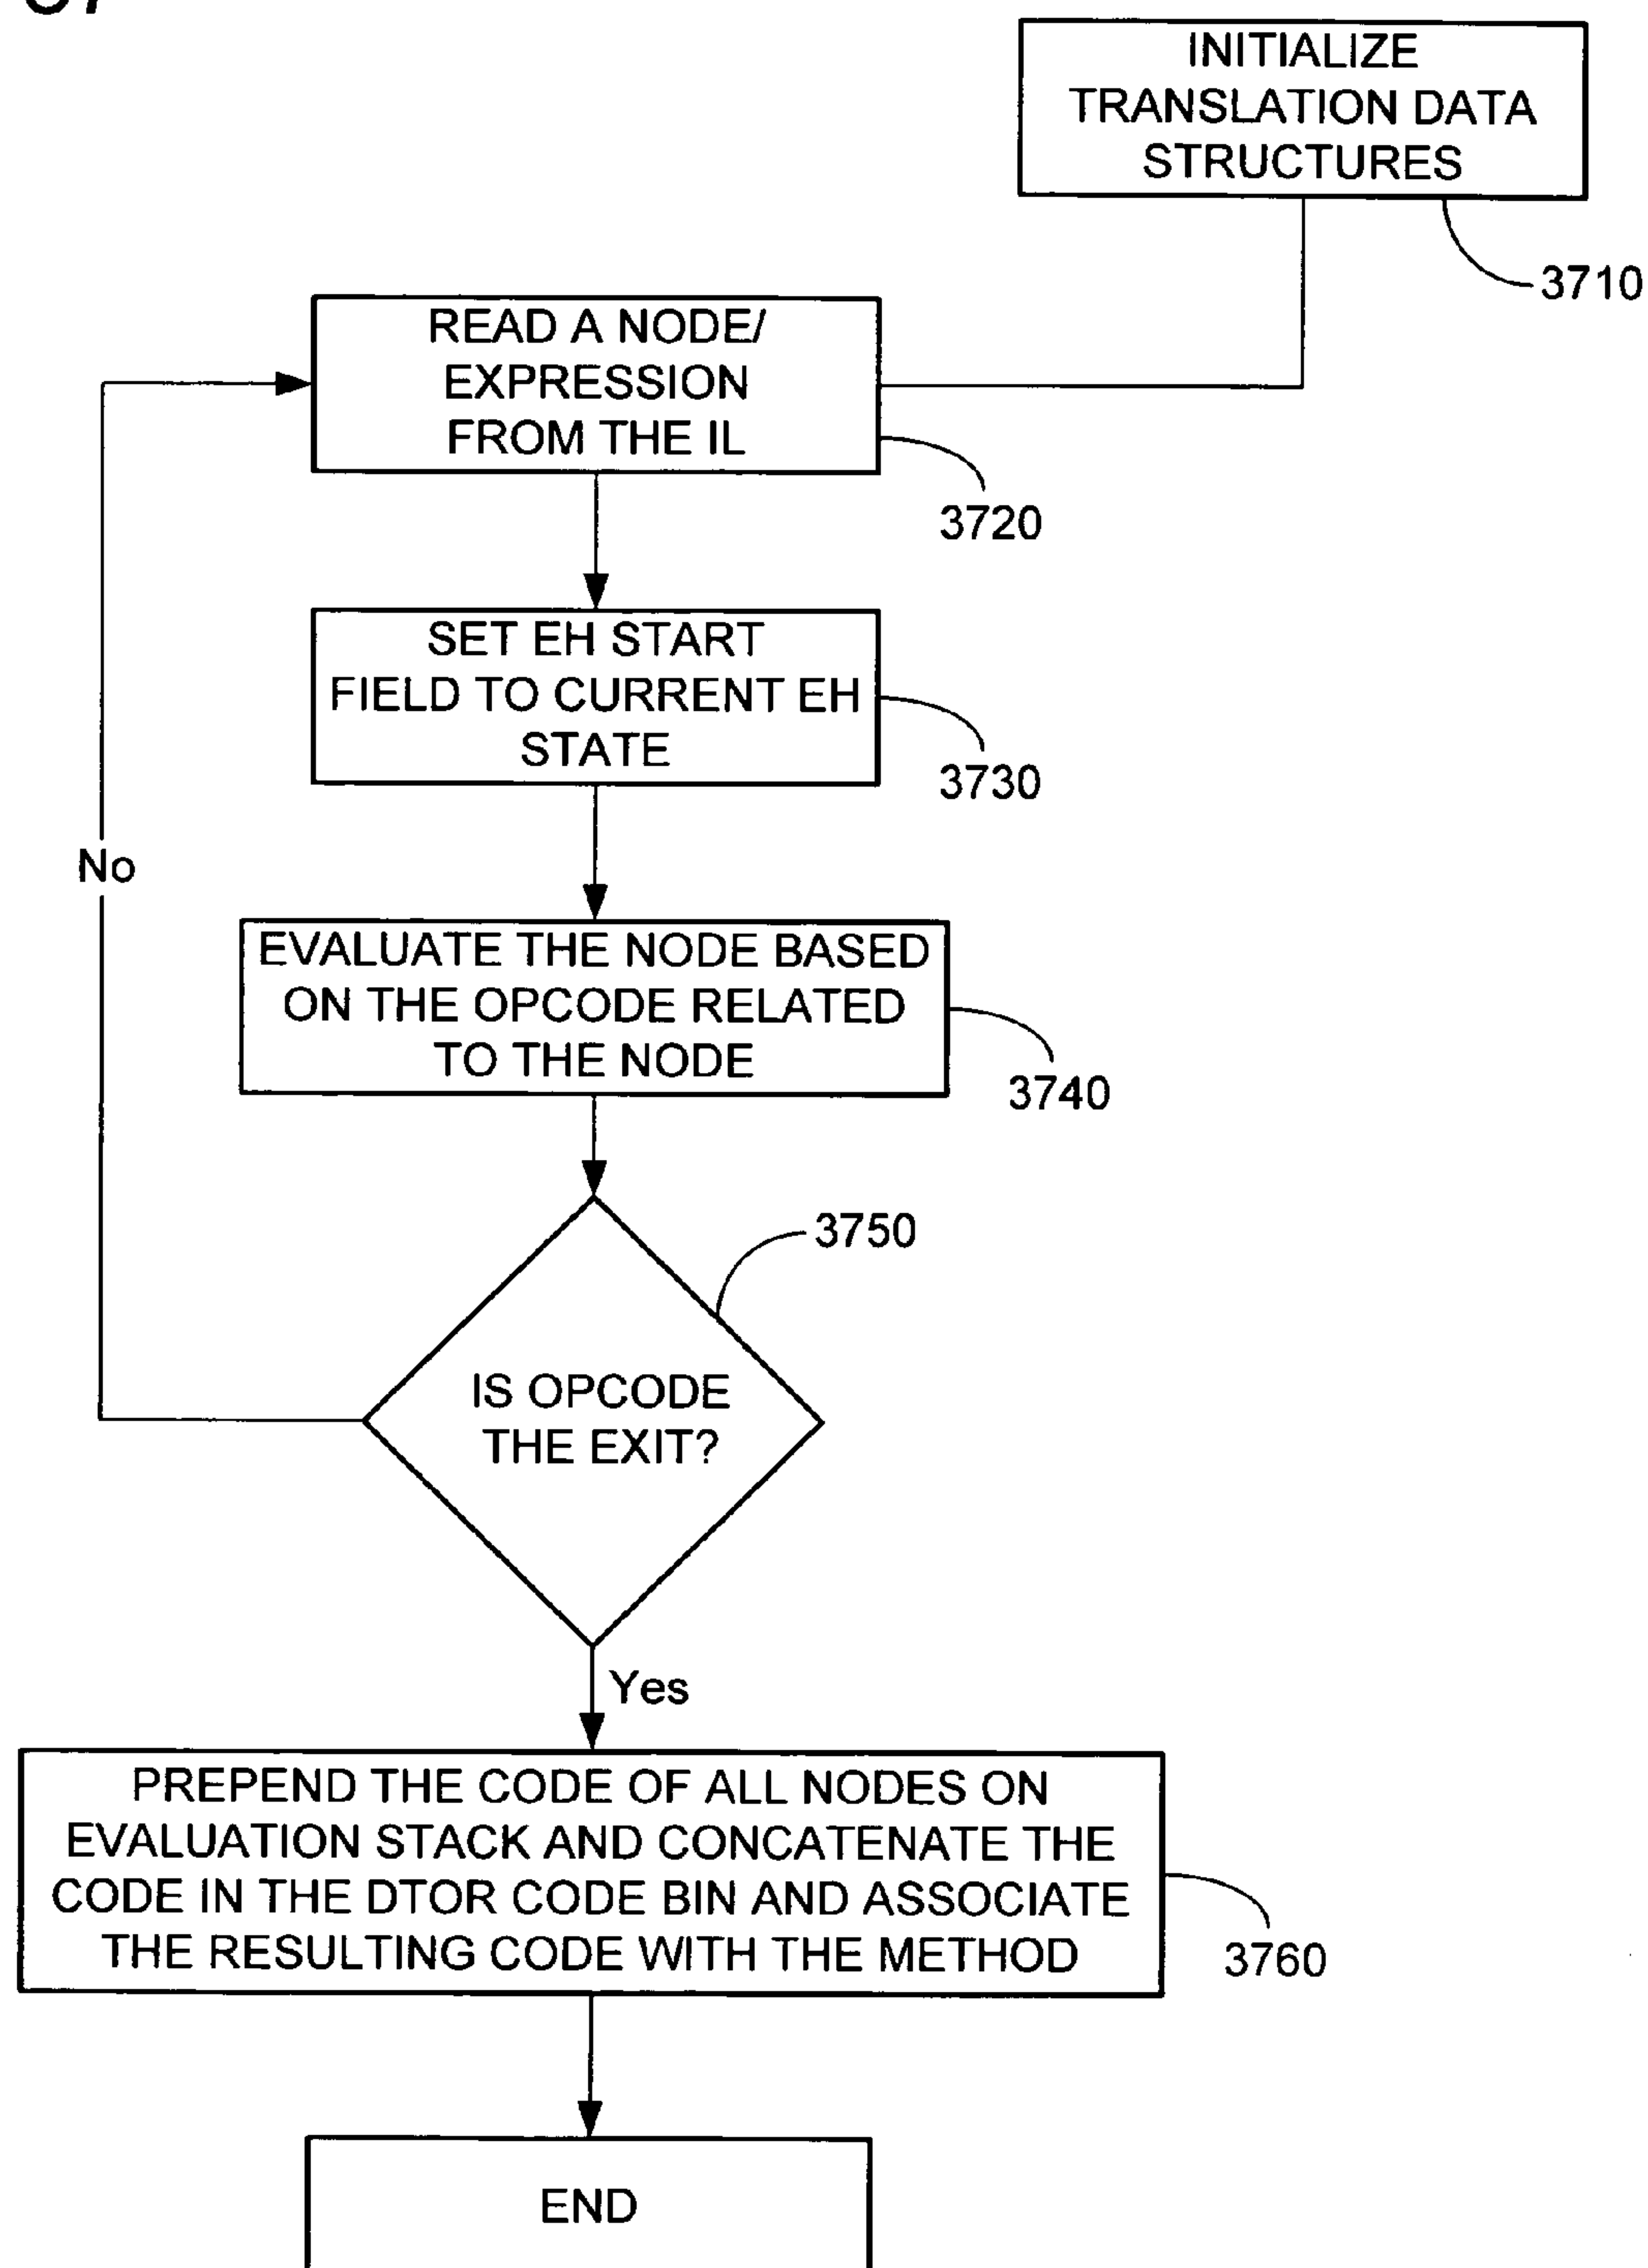 INITIALIZE
TRANSLATION DATA
STRUCTURES
3710
READ A NODE/
EXPRESSION
FROM THE IL
3720
SET EH START
FIELD TO CURRENT EH
STATE
3730
No
EVALUATE THE NODE BASED
ON THE OPCODE RELATED
TO THE NODE
3740
3750
IS OPCODE
THE EXIT?
Yes
PREPEND THE CODE OF ALL NODES ON
EVALUATION STACK AND CONCATENATE THE
CODE IN THE DTOR CODE BIN AND ASSOCIATE
THE RESULTING CODE WITH THE METHOD
3760
END